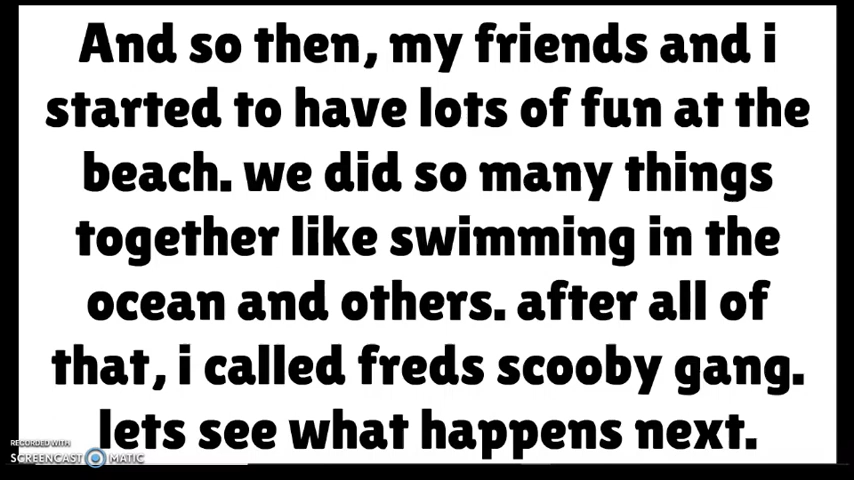 And so then, my friends and i
started to have lots of fun at the
beach. we did so many things
together like swimming in the
ocean and others. after all of
that, i called freds scooby gang.
lets see what happens next.
RECORDED WITH
SCREENCAST MATIC